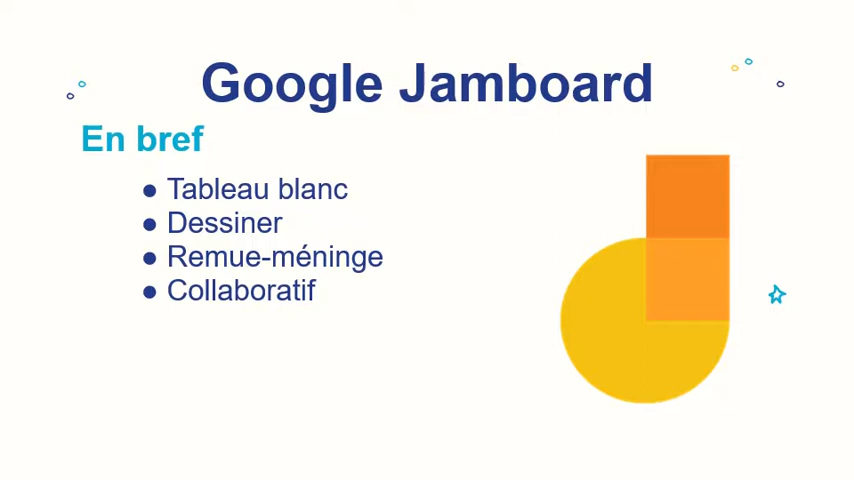 Google Jamboard
En bref
● Tableau blanc
● Dessiner
● Remue-méninge
● Collaboratif